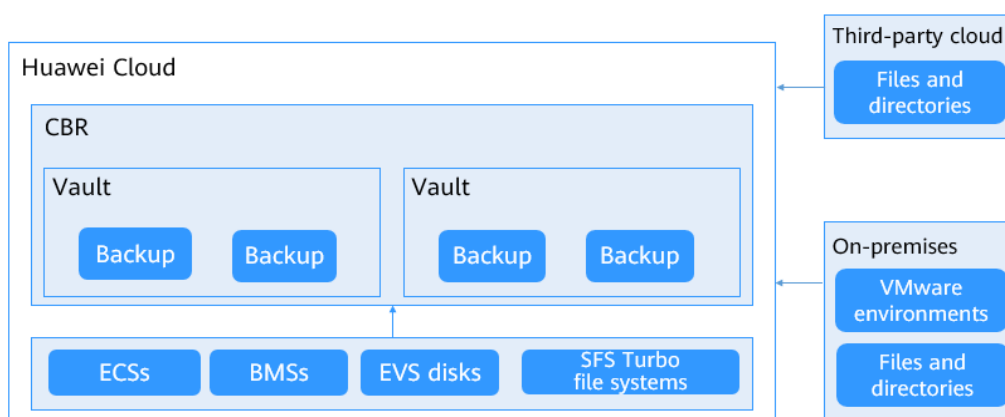 Huawei Cloud
CBR
Vault
Backup
Backup
Vault
Backup
Backup
ECSs
BMSs
EVS disks
SFS Turbo
file systems
Third-party cloud
Files and
directories
On-premises
VMware
environments
Files and
directories